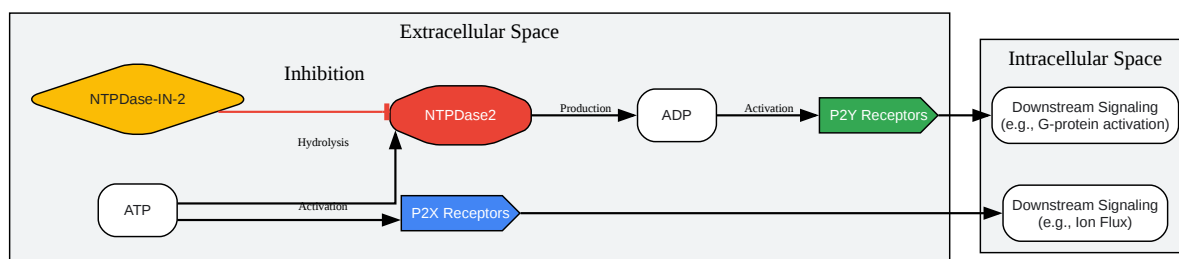 Extracellular Space
Intracellular Space
Inhibition
NTPDase-IN-2
NTPDase2
Production
ADP
Activation
P2Y Receptors
Downstream Signaling
(e.g., G-protein activation)
Hydrolysis
ATP
Activation
P2X Receptors
Downstream Signaling
(e.g., Ion Flux)